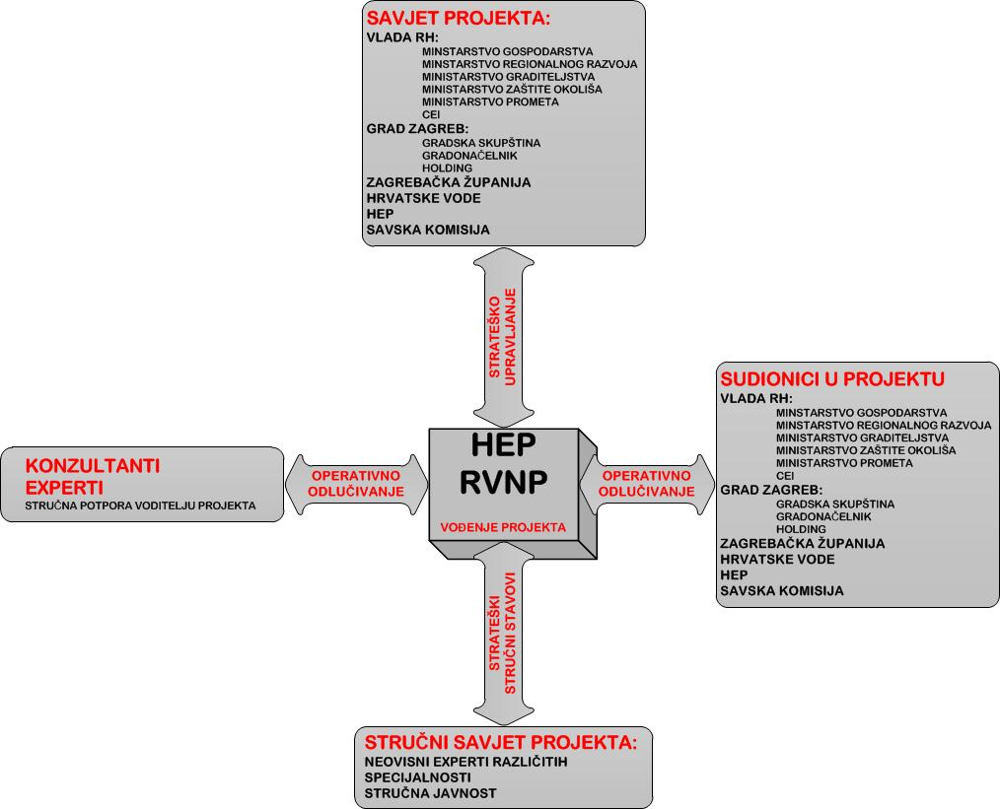 SAVJET PROJEKTA:
VLADA RH:
MINSTARSTVO GOSPODARSTVA
MINSTARSTVO REGIONALNOG RAZVOJA
MINISTARSTVO GRADITELJSTVA
MINISTARSTVO ZAŠTITE OKOLIŠA
MINISTARSTVO PROMETA
CEI
GRAD ZAGREB:
GRADSKA SKUPŠTINA
GRADONAČELNIK
HOLDING
ZAGREBAČKA ŽUPANIJA
HRVATSKE VODE
HEP
SAVSKA KOMISIJA
STRATEŠKO
UPRAVLJANJE
KONZULTANTI
EXPERTI
STRUČNA POTPORA VODITELJU PROJEKTA
OPERATIVNO
ODLUČIVANJE
HEP
RVNP
VOĐENJE PROJEKTA
OPERATIVNO
ODLUČIVANJE
SUDIONICI U PROJEKTU
VLADA RH:
MINSTARSTVO GOSPODARSTVA
MINSTARSTVO REGIONALNOG RAZVOJA
MINISTARSTVO GRADITELJSTVA
MINISTARSTVO ZAŠTITE OKOLIŠA
MINISTARSTVO PROMETA
CEI
GRAD ZAGREB:
GRADSKA SKUPŠTINA
GRADONAČELNIK
HOLDING
ZAGREBAČKA ŽUPANIJA
HRVATSKE VODE
HEP
SAVSKA KOMISIJA
STRATEŠKI
STRUČNI STAVOVI
STRUČNI SAVJET PROJEKTA:
NEOVISNI EXPERTI RAZLIČITIH
SPECIJALNOSTI
STRUČNA JAVNOST